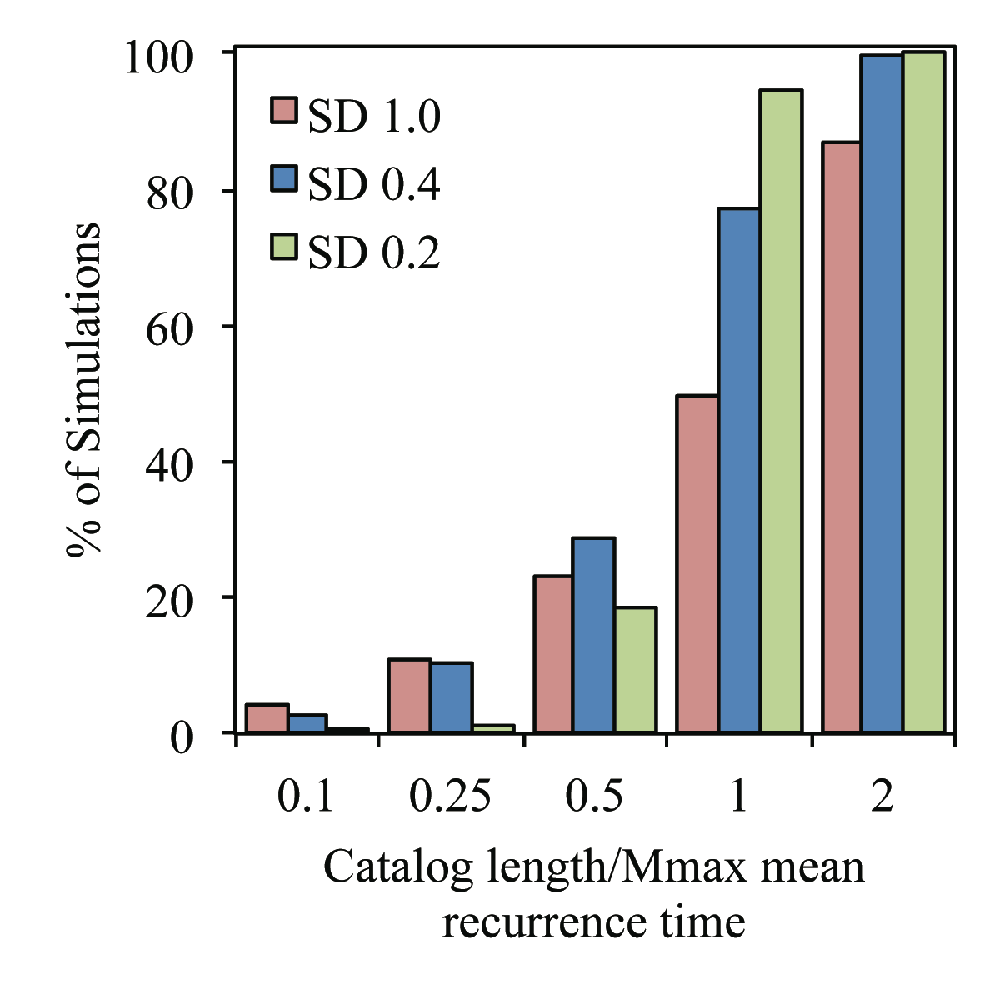 100
80
60
40
20
0
% of Simulations
SD 1.0
SD 0.4
SD 0.2
0.1 0.25 0.5 1 2
Catalog length/Mmax mean
recurrence time